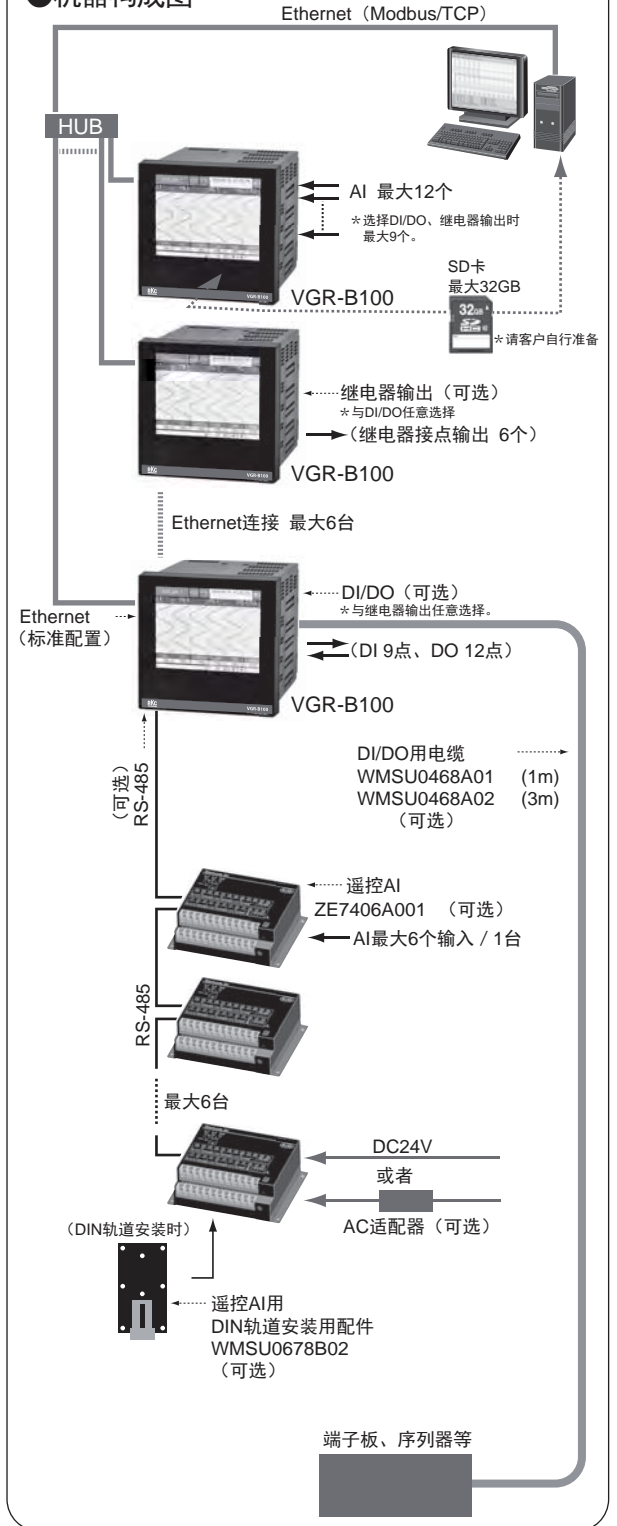 ●机器构成图
Ethernet（Modbus/TCP）
HUB
AI 最大12个
＊选择DI/DO、继电器输出时
最大9个。
SD卡
最大32GB
32GB
＊请客户自行准备
VGR-B100
VGR-B100
继电器输出（可选）
＊与DI/DO任意选择
（继电器接点输出 6个）
VGR-B100
VGR-B100
Ethernet连接 最大6台
Ethernet
（标准配置）
DI/DO（可选）
＊与继电器输出任意选择。
（DI 9点、DO 12点）
VGR-B100
VGR-B100
（可选）
RS-485
DI/DO用电缆
WMSU0468A01 (1m)
WMSU0468A02 (3m)
（可选）
遥控AI
ZE7406A001 （可选）
AI最大6个输入／1台
RS-485
最大6台
DC24V
或者
AC适配器（可选）
（DIN轨道安装时）
遥控AI用
DIN轨道安装用配件
WMSU0678B02
（可选）
端子板、序列器等